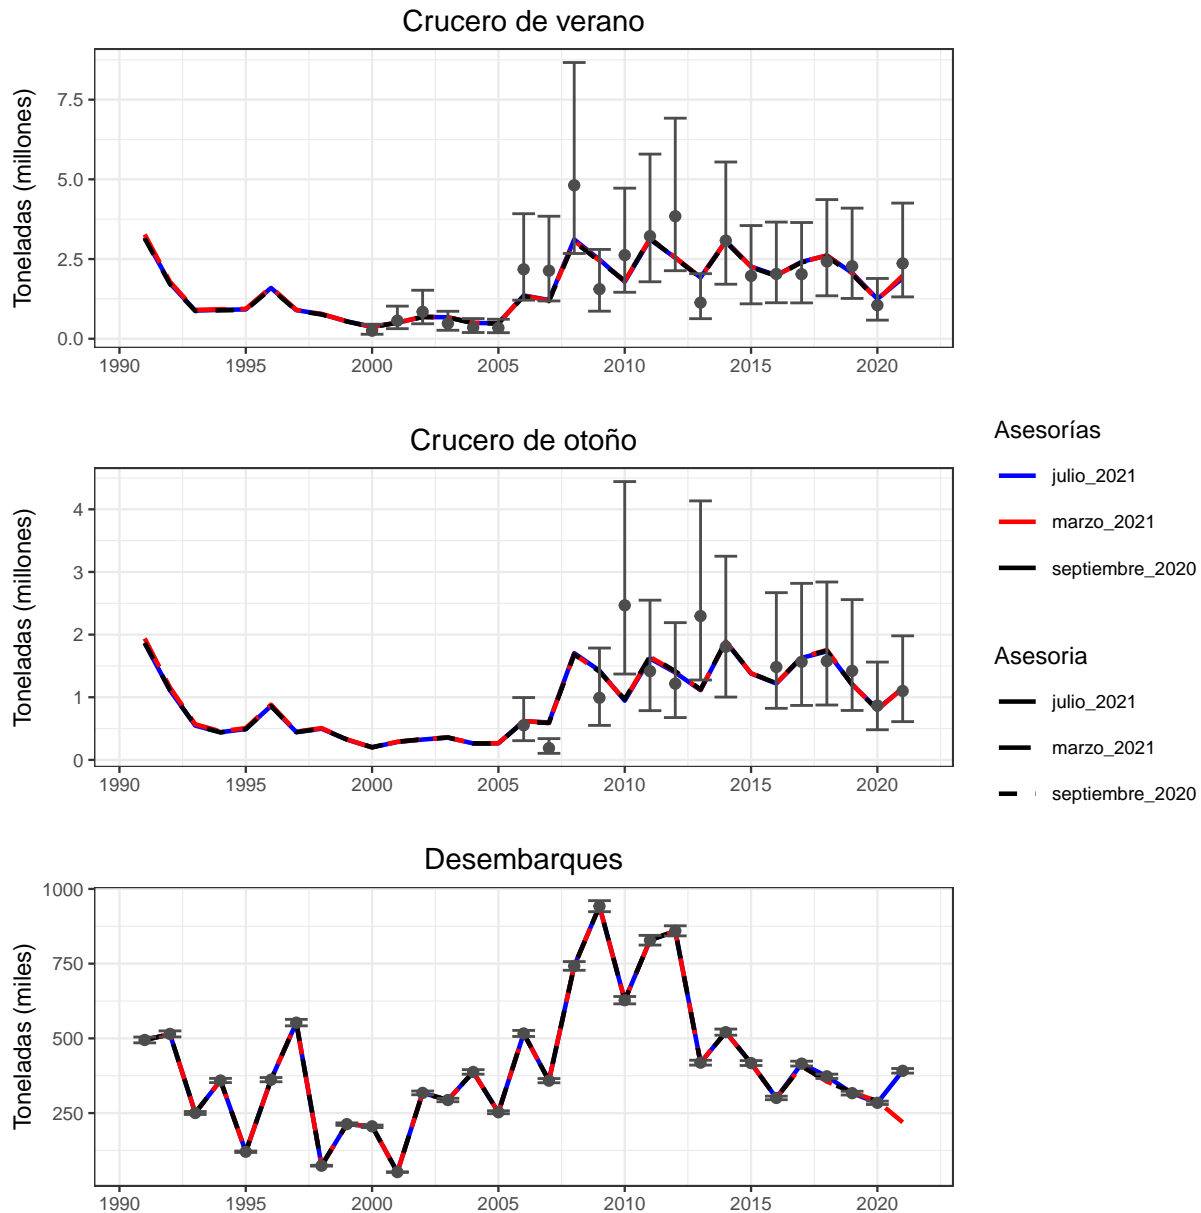 Crucero de verano
Toneladas (millones)
7.5
5.0
2.5
0.0
1990 1995 2000 2005 2010 2015 2020
Crucero de otoño
Toneladas (millones)
4
3
2
1
0
1990 1995 2000 2005 2010 2015 2020
Asesorías
julio_2021
marzo_2021
septiembre_2020
Asesoria
julio_2021
marzo_2021
septiembre_2020
Desembarques
Toneladas (miles)
1000
750
500
250
1990 1995 2000 2005 2010 2015 2020